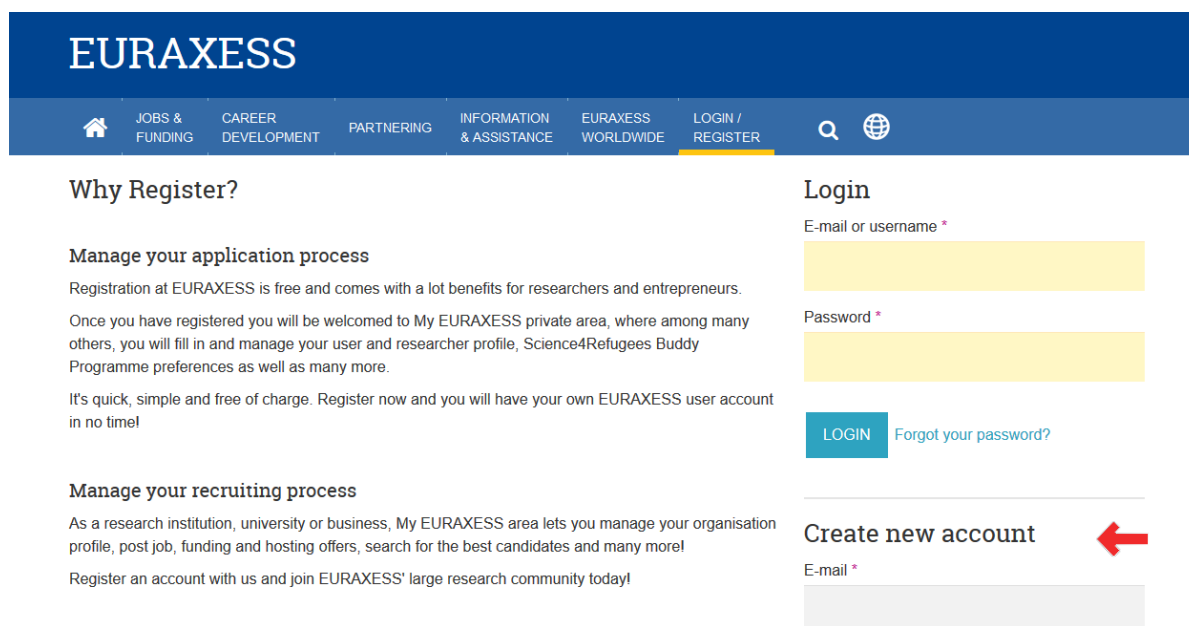 EURAXESS
JOBS &
FUNDING
CAREER
DEVELOPMENT
PARTNERING
INFORMATION
& ASSISTANCE
EURAXESS
WORLDWIDE
LOGIN /
REGISTER
Why Register?
Manage your application process
Registration at EURAXESS is free and comes with a lot benefits for researchers and entrepreneurs.
Once you have registered you will be welcomed to My EURAXESS private area, where among many
others, you will fill in and manage your user and researcher profile, Science4Refugees Buddy
Programme preferences as well as many more.
It's quick, simple and free of charge. Register now and you will have your own EURAXESS user account
in no time!
Manage your recruiting process
As a research institution, university or business, My EURAXESS area lets you manage your organisation
profile, post job, funding and hosting offers, search for the best candidates and many more!
Register an account with us and join EURAXESS' large research community today!
Login
E-mail or username *
Password *
LOGIN Forgot your password?
Create new account
E-mail *